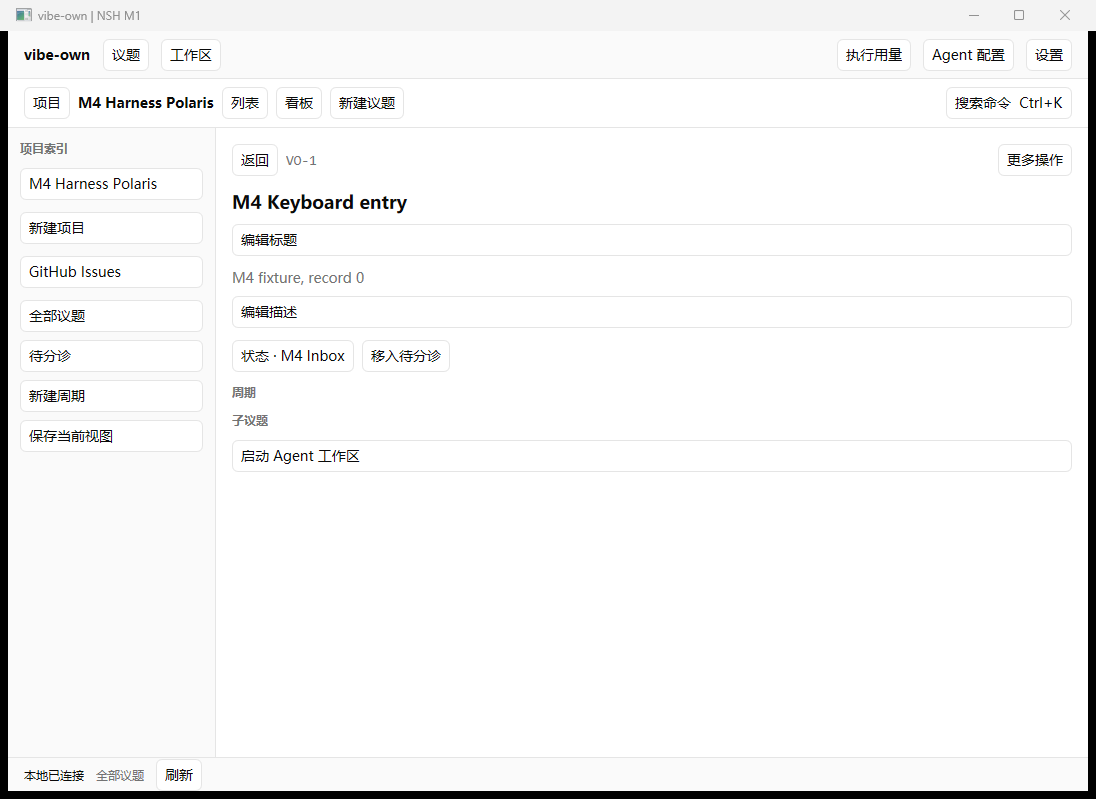 vibe-own | NSH M1
vibe-own 议题 工作区 执行用量 Agent 配置 设置
项目 M4 Harness Polaris 列表 看板 新建议题 搜索命令 Ctrl+K
项目索引
M4 Harness Polaris
新建项目
GitHub Issues
全部议题
待分诊
新建周期
保存当前视图
返回 VO-1 更多操作
M4 Keyboard entry
编辑标题
M4 fixture, record 0
编辑描述
状态 · M4 Inbox 移入待分诊
周期
子议题
启动 Agent 工作区
本地已连接 全部议题 刷新